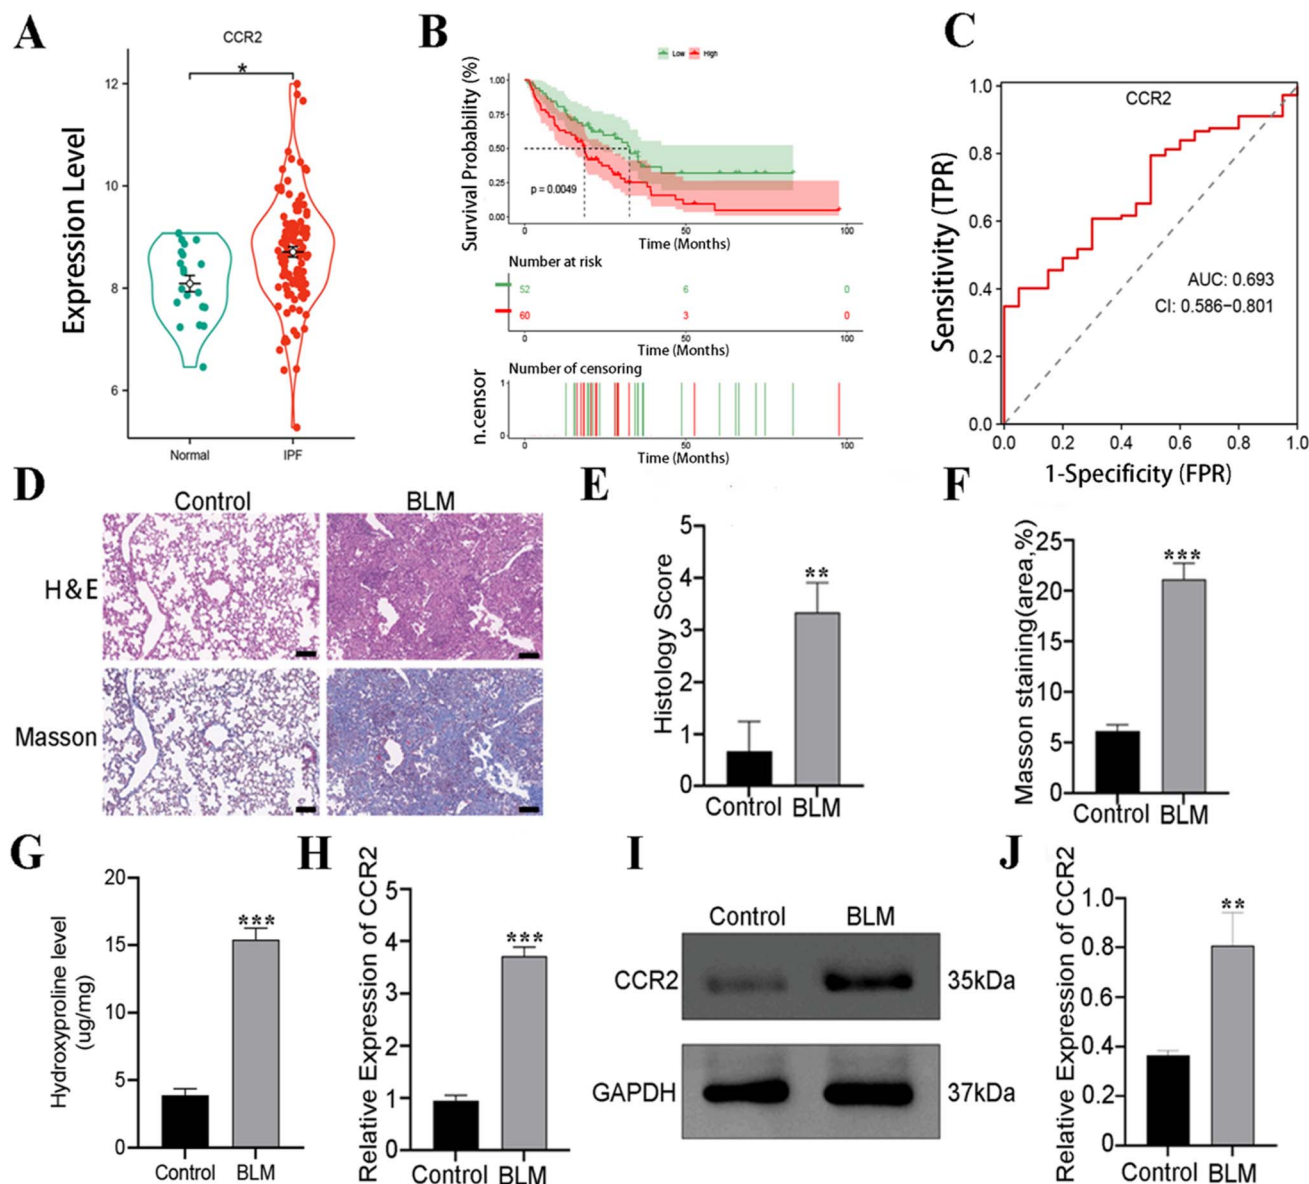 A
CCR2
*
Expression Level
12
10
8
6
Normal
IPF
B
Low
High
Survival Probability (%)
1.00
0.75
0.50
0.25
0.00
p = 0.0049
0
50
100
Time (Months)
Number at risk
52
6
0
60
3
0
0
50
100
Time (Months)
Number of censoring
n.censor
1
0
0
50
100
Time (Months)
C
CCR2
Sensitivity (TPR)
1.0
0.8
0.6
0.4
0.2
0.0
AUC: 0.693
CI: 0.586–0.801
0.0
0.2
0.4
0.6
0.8
1.0
1-Specificity (FPR)
D
Control
BLM
H&E
Masson
E
Histology Score
5
4
3
2
1
0
**
Control
BLM
F
Masson staining(area,%)
25
20
15
10
5
0
***
Control
BLM
G
Hydroxyproline level
(ug/mg)
20
15
10
5
0
***
Control
BLM
H
Relative Expression of CCR2
5
4
3
2
1
0
***
Control
BLM
I
Control
BLM
CCR2
35kDa
GAPDH
37kDa
J
Relative Expression of CCR2
1.0
0.8
0.6
0.4
0.2
0
**
Control
BLM